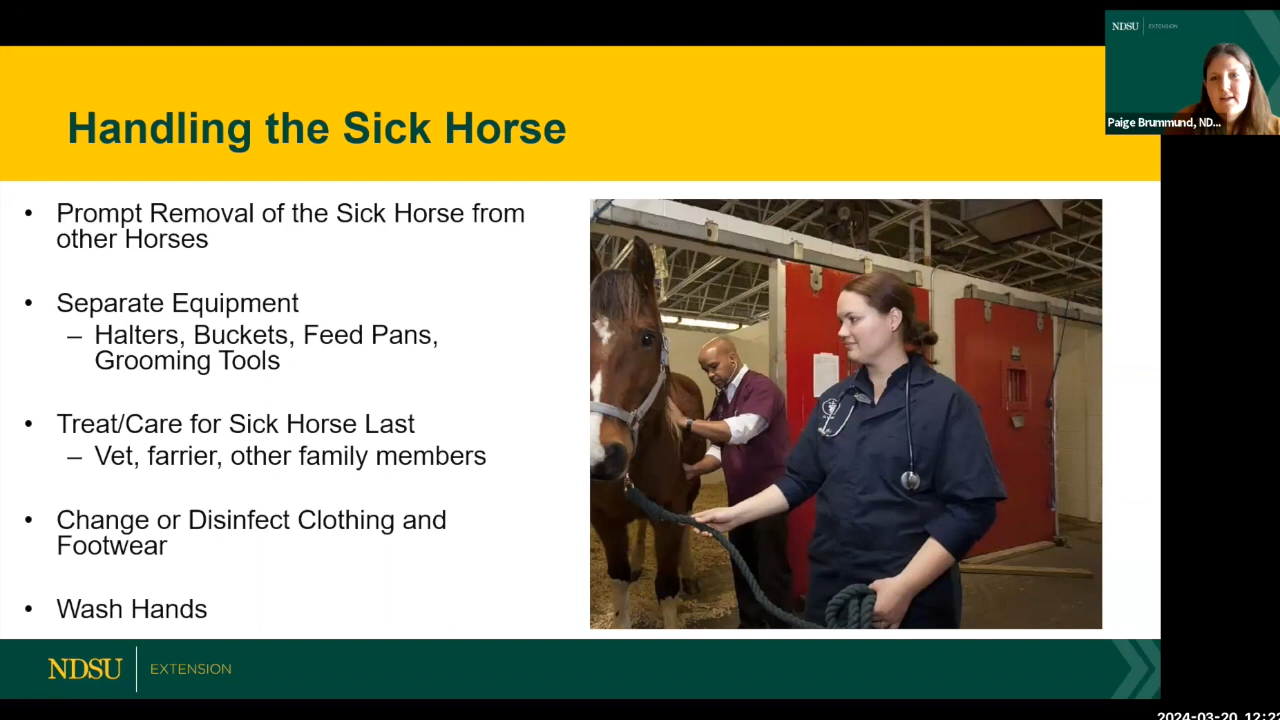 NDSU EXTENSION
Paige Brummund, ND...
Handling the Sick Horse
• Prompt Removal of the Sick Horse from
other Horses
• Separate Equipment
– Halters, Buckets, Feed Pans,
Grooming Tools
• Treat/Care for Sick Horse Last
– Vet, farrier, other family members
• Change or Disinfect Clothing and
Footwear
• Wash Hands
NDSU EXTENSION